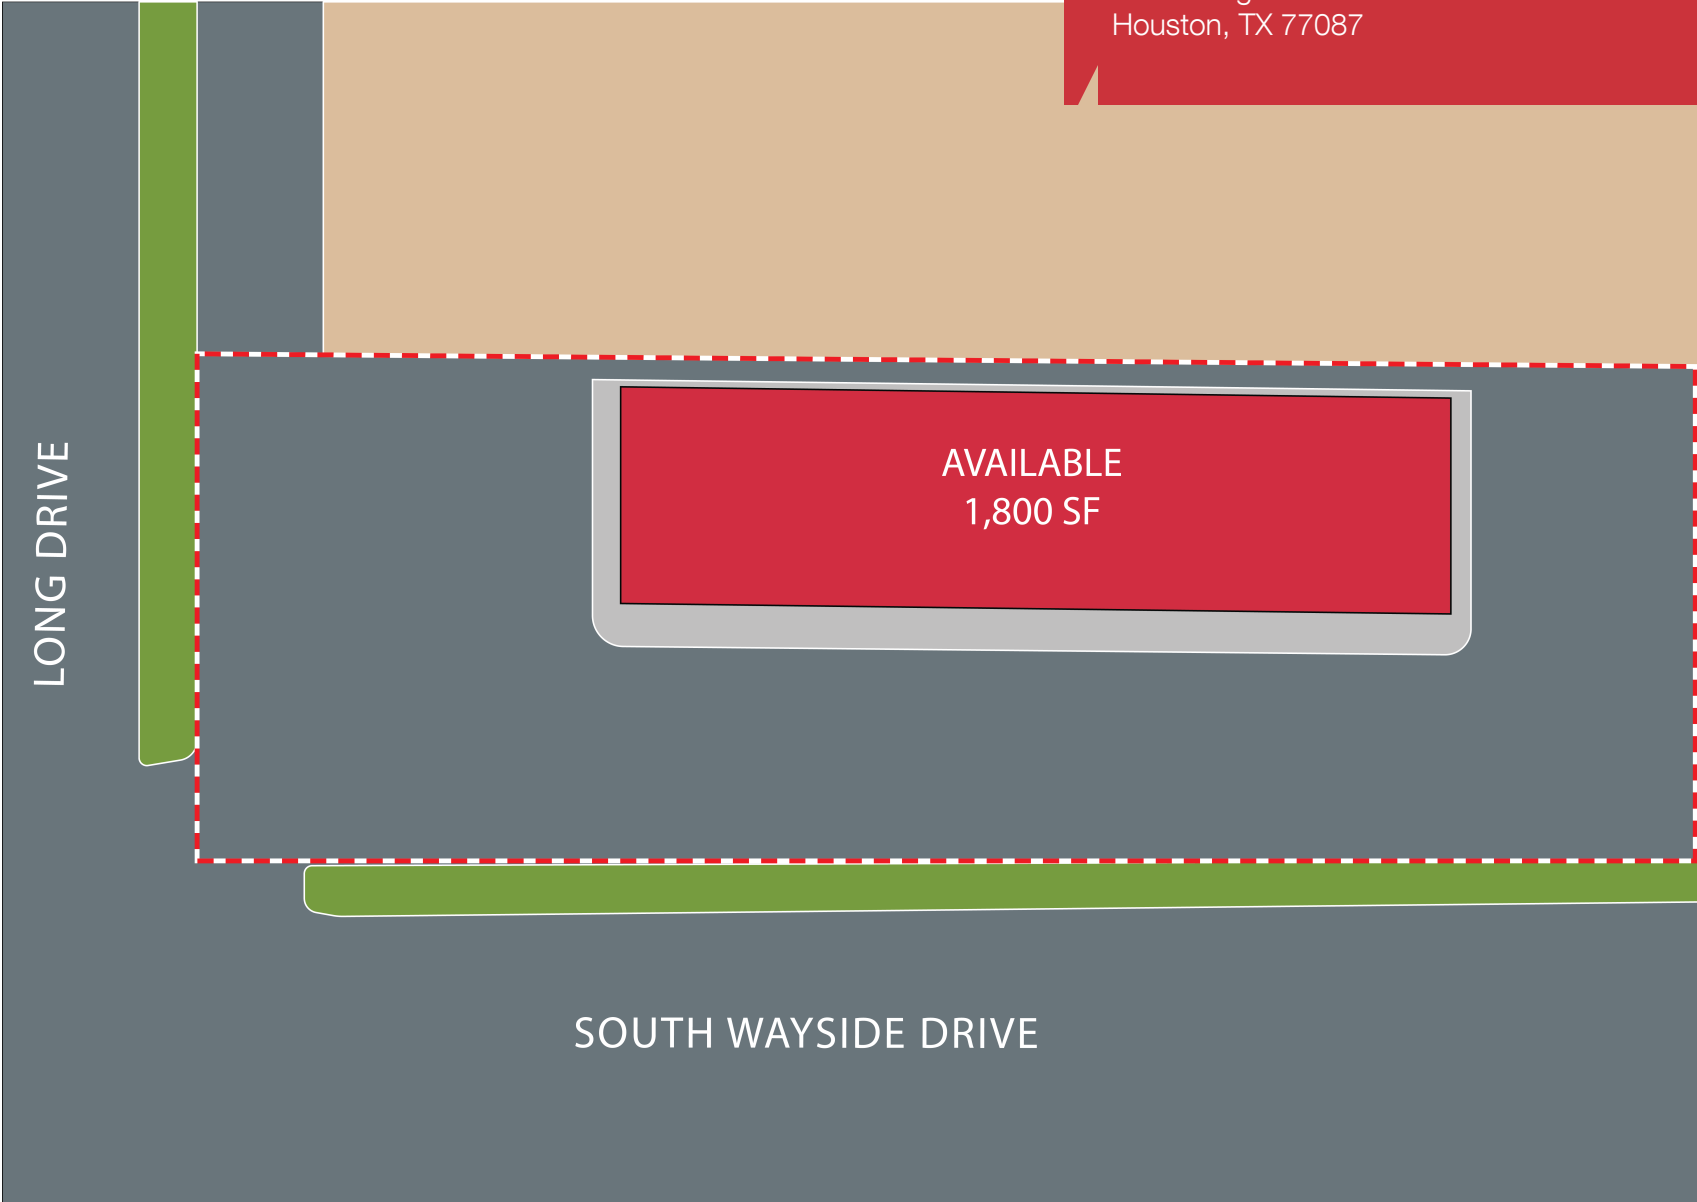 Houston, TX 77087
AVAILABLE
1,800 SF
LONG DRIVE
SOUTH WAYSIDE DRIVE